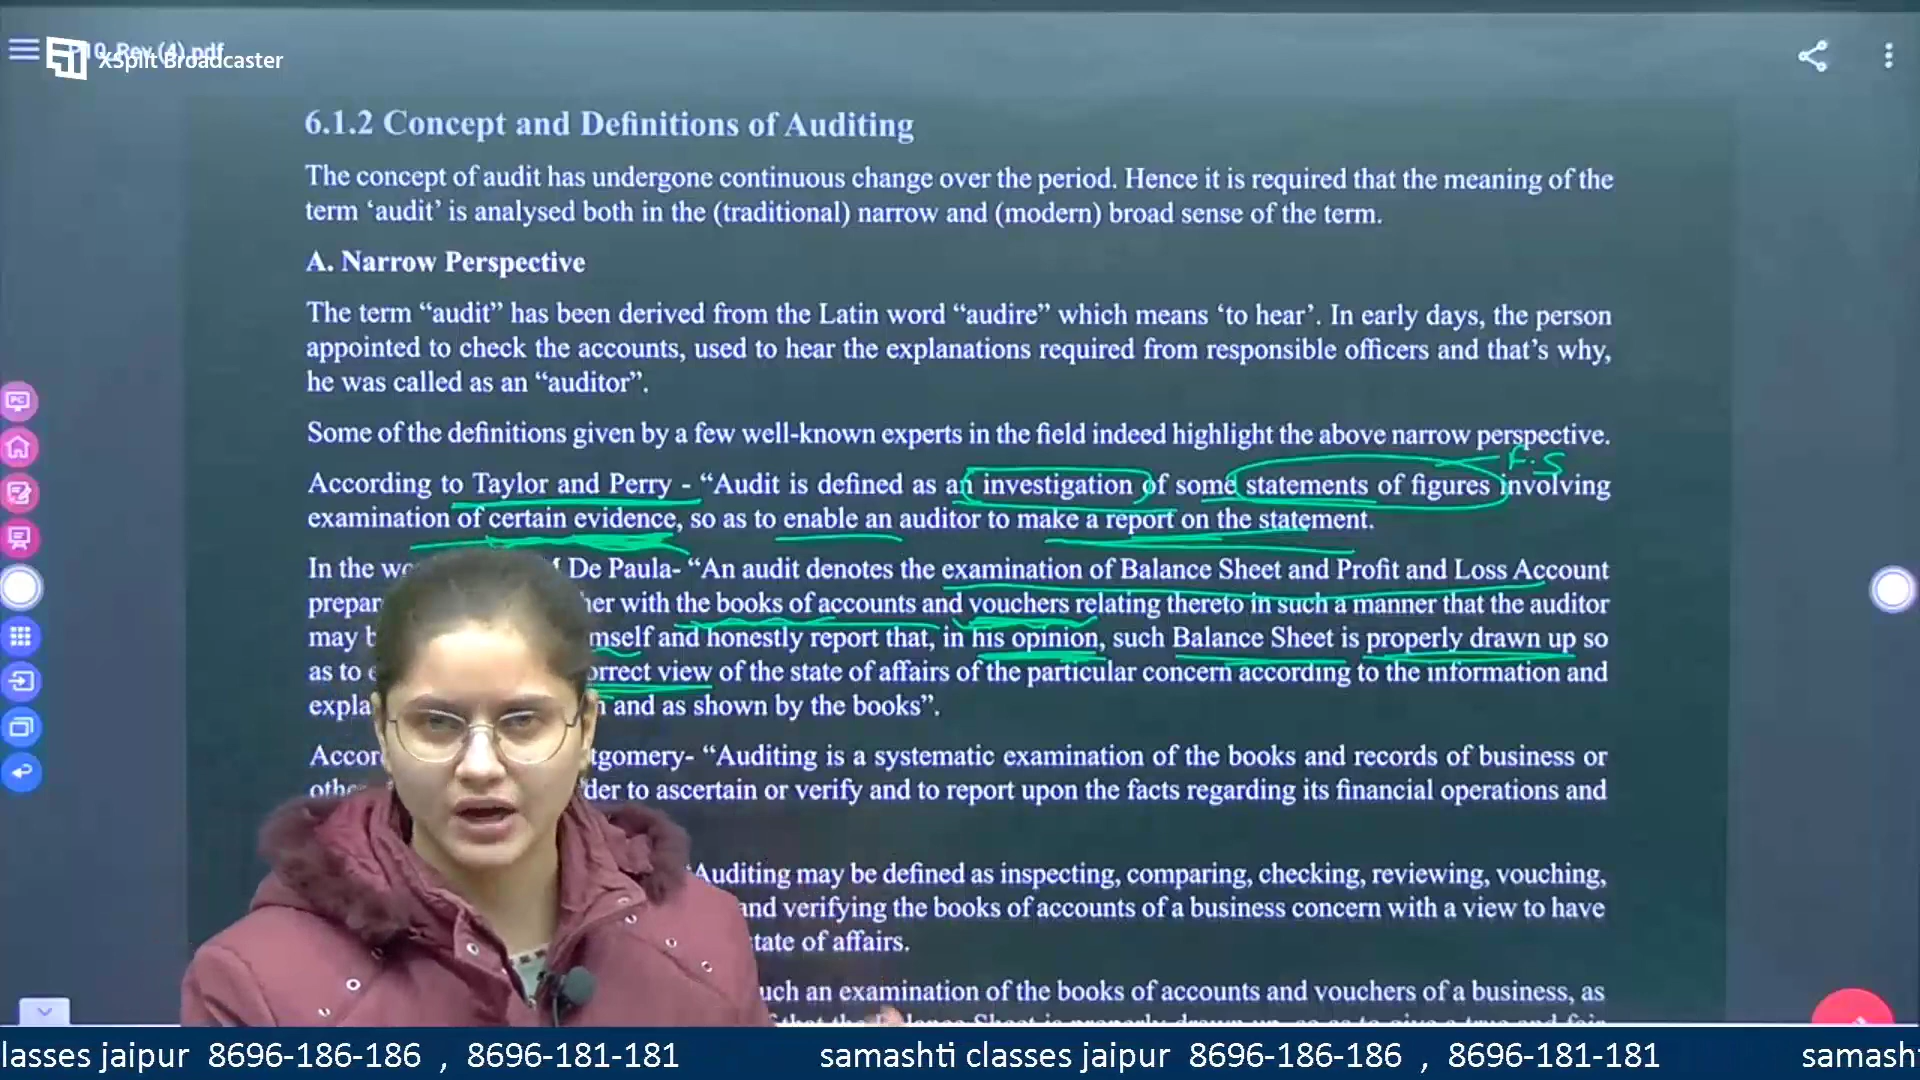 10_Rev (4).pdf
XSplit Broadcaster
6.1.2 Concept and Definitions of Auditing
The concept of audit has undergone continuous change over the period. Hence it is required that the meaning of the
term ‘audit’ is analysed both in the (traditional) narrow and (modern) broad sense of the term.
A. Narrow Perspective
The term “audit” has been derived from the Latin word “audire” which means ‘to hear’. In early days, the person
appointed to check the accounts, used to hear the explanations required from responsible officers and that’s why,
he was called as an “auditor”.
Some of the definitions given by a few well-known experts in the field indeed highlight the above narrow perspective.
F.S
According to Taylor and Perry - “Audit is defined as an investigation of some statements of figures involving
examination of certain evidence, so as to enable an auditor to make a report on the statement.
In the De Paula- “An audit denotes the examination of Balance Sheet and Profit and Loss Account
with the books of accounts and vouchers relating thereto in such a manner that the auditor
may and honestly report that, in his opinion, such Balance Sheet is properly drawn up so
as to view of the state of affairs of the particular concern according to the information and
and as shown by the books”.
“Auditing is a systematic examination of the books and records of business or
to ascertain or verify and to report upon the facts regarding its financial operations and
Auditing may be defined as inspecting, comparing, checking, reviewing, vouching,
and verifying the books of accounts of a business concern with a view to have
of affairs.
an examination of the books of accounts and vouchers of a business, as
lasses jaipur 8696-186-186 , 8696-181-181 samashti classes jaipur 8696-186-186 , 8696-181-181 samasht